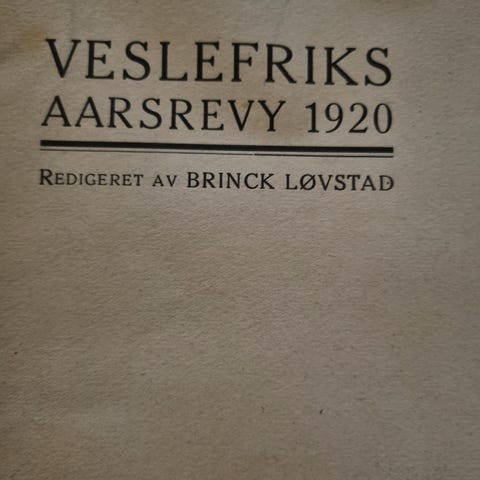 VESLEFRIKS
AARSREVY 1920
REDIGERET AV BRINCK LØVSTAD